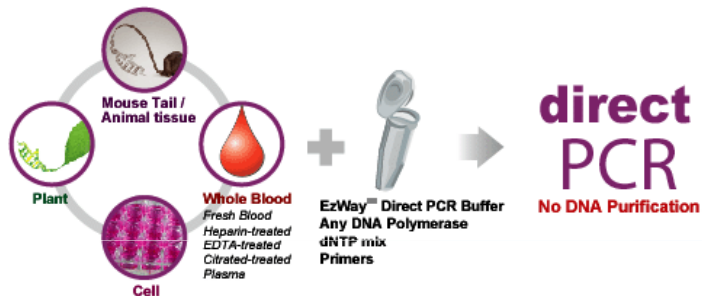 Mouse Tail /
Animal tissue
Plant
Whole Blood
Fresh Blood
Heparin-treated
EDTA-treated
Citrated-treated
Plasma
Cell
EzWay™ Direct PCR Buffer
Any DNA Polymerase
dNTP mix
Primers
direct
PCR
No DNA Purification